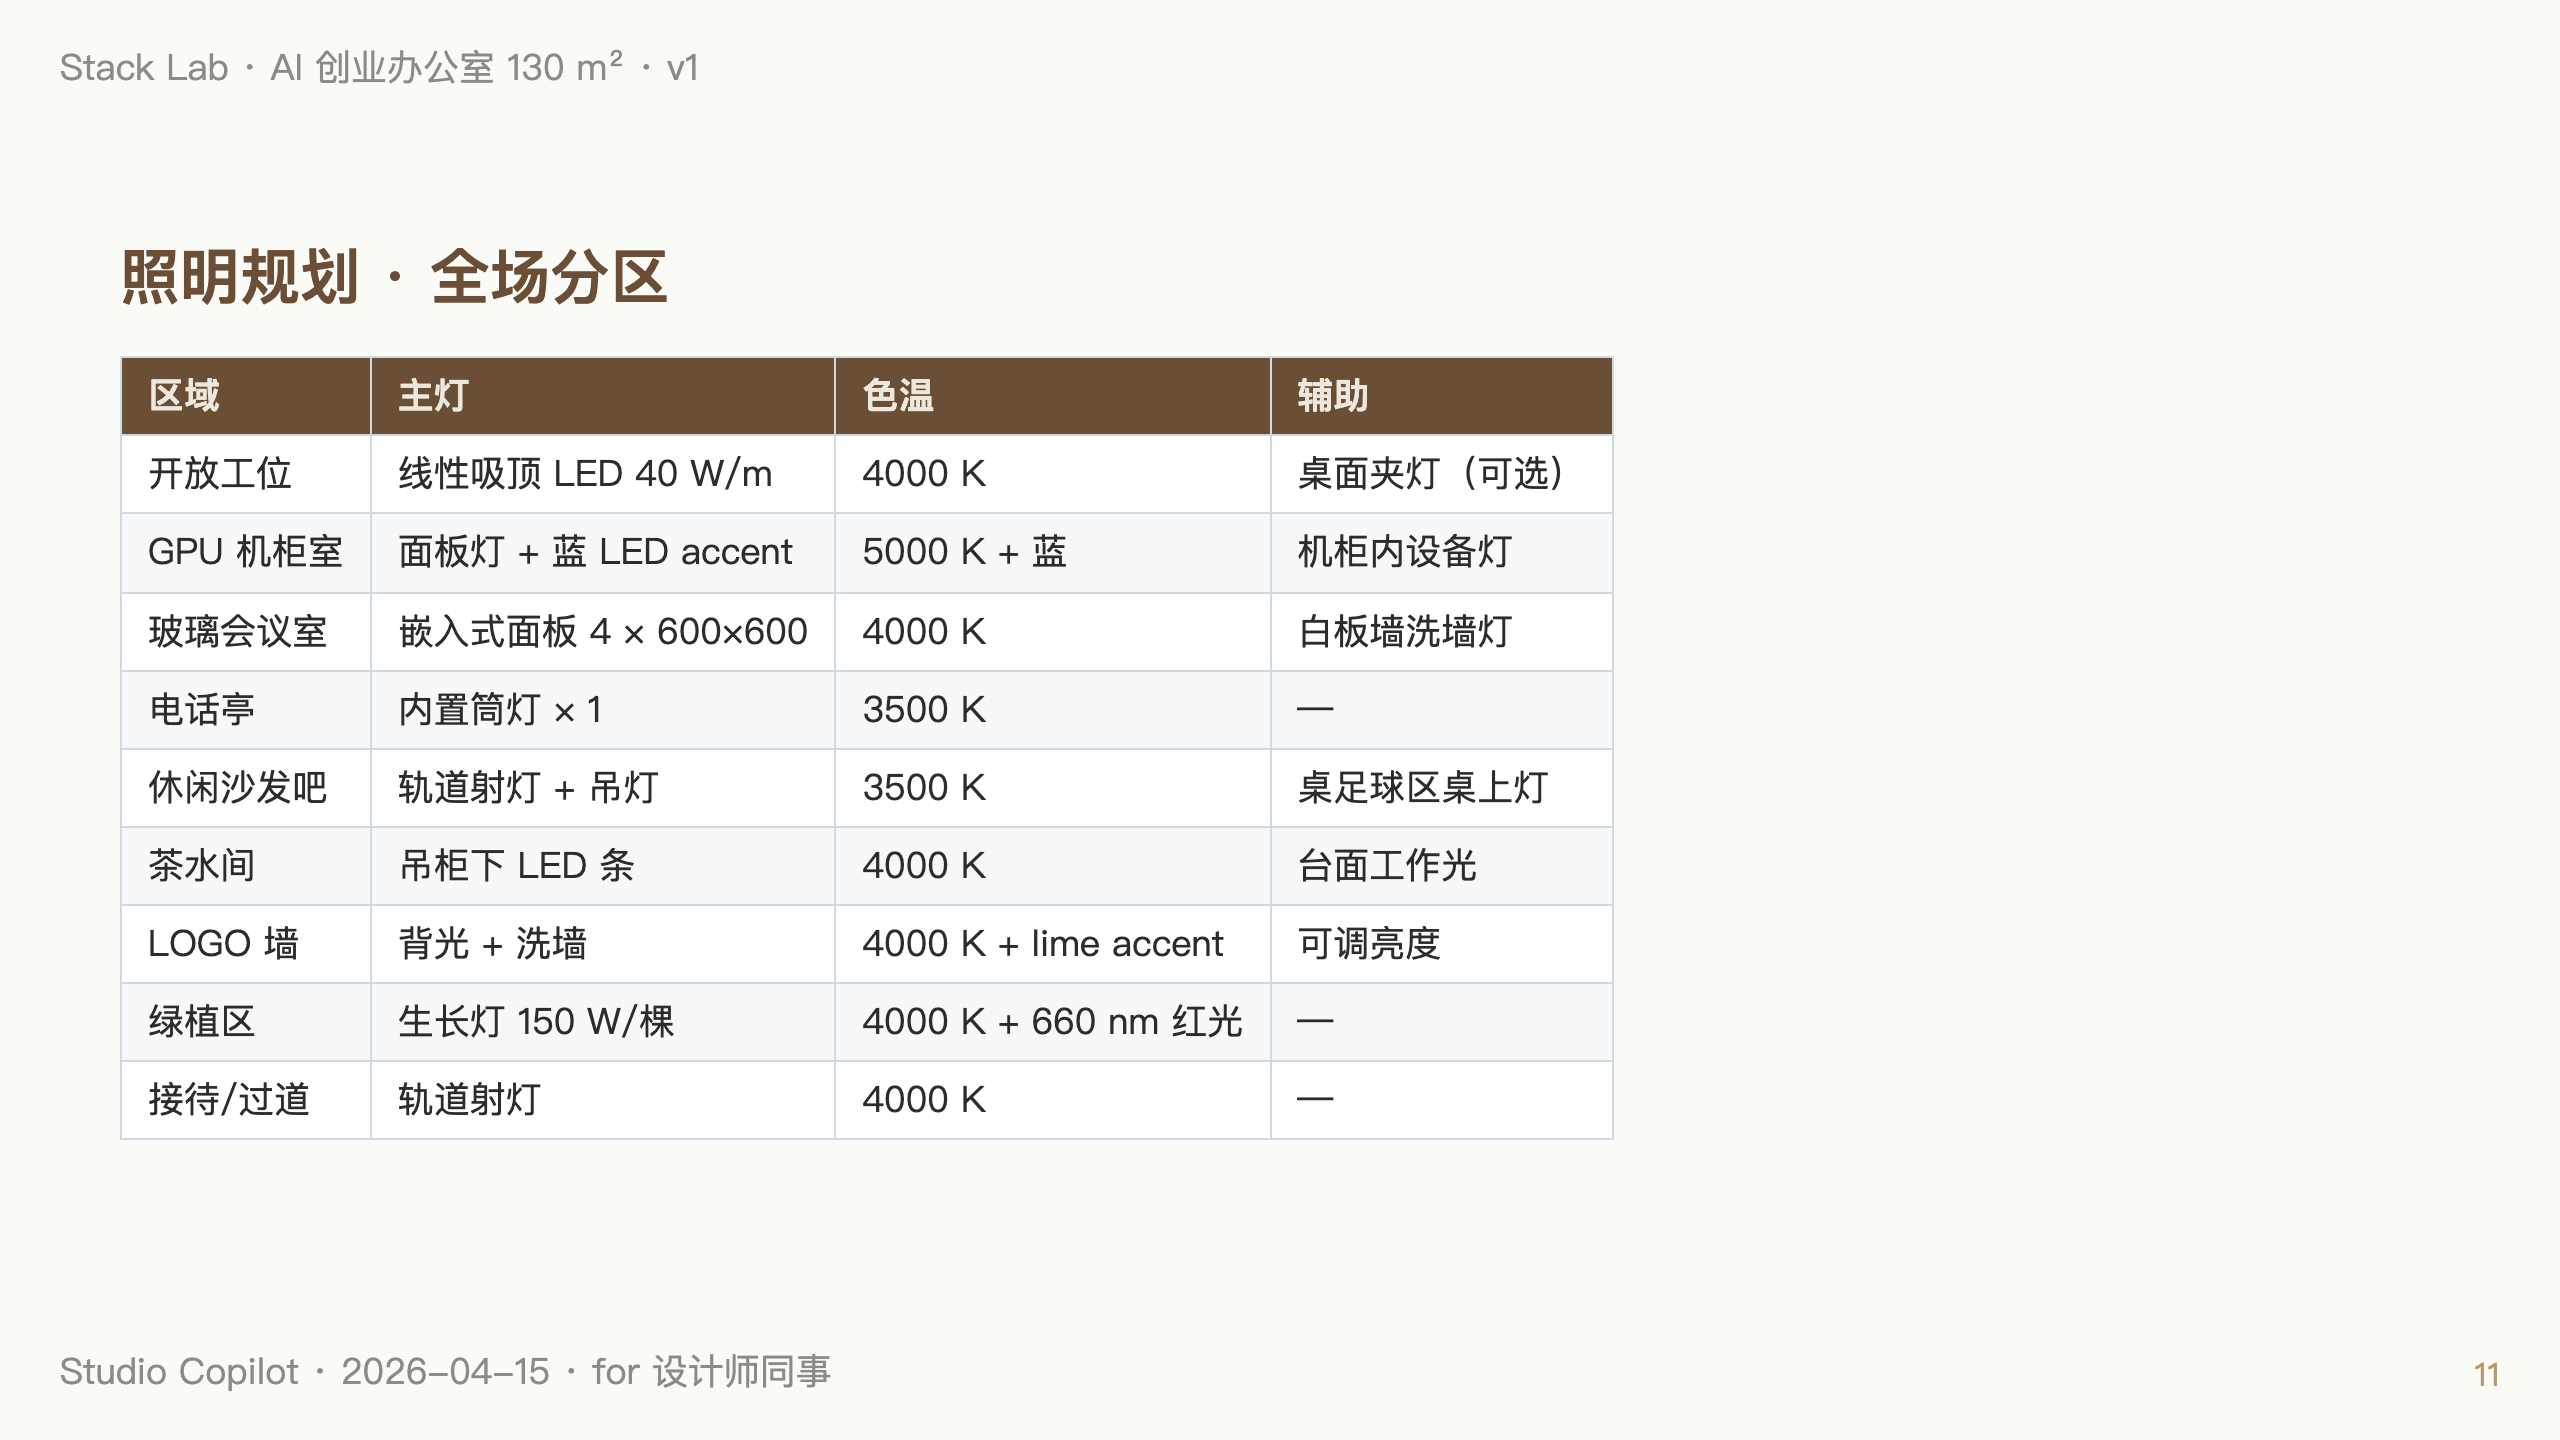 Stack Lab · AI 创业办公室 130 m² · v1
照明规划 · 全场分区
区域 主灯 色温 辅助
开放工位 线性吸顶 LED 40 W/m 4000 K 桌面夹灯（可选）
GPU 机柜室 面板灯 + 蓝 LED accent 5000 K + 蓝 机柜内设备灯
玻璃会议室 嵌入式面板 4 × 600×600 4000 K 白板墙洗墙灯
电话亭 内置筒灯 × 1 3500 K —
休闲沙发吧 轨道射灯 + 吊灯 3500 K 桌足球区桌上灯
茶水间 吊柜下 LED 条 4000 K 台面工作光
LOGO 墙 背光 + 洗墙 4000 K + lime accent 可调亮度
绿植区 生长灯 150 W/棵 4000 K + 660 nm 红光 —
接待/过道 轨道射灯 4000 K —
Studio Copilot · 2026-04-15 · for 设计师同事
11